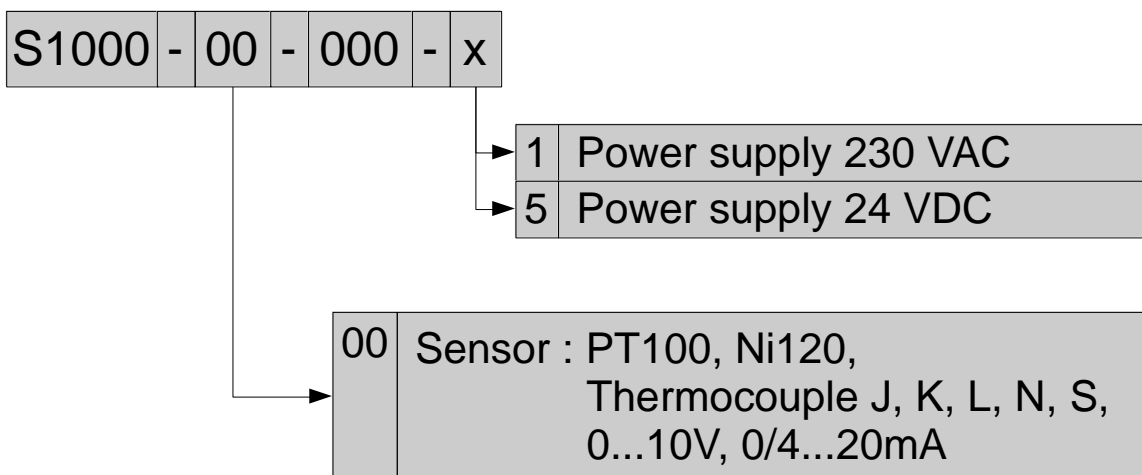 S1000 - 00 - 000 - x
1 Power supply 230 VAC
5 Power supply 24 VDC
00 Sensor : PT100, Ni120,
Thermocouple J, K, L, N, S,
0...10V, 0/4...20mA